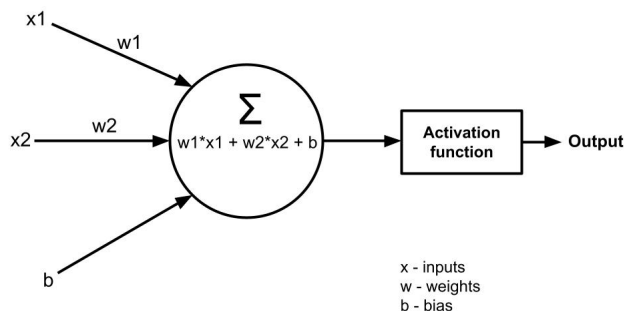 x1
w1
x2
w2
Σ
w1*x1 + w2*x2 + b
Activation
function
Output
b
x - inputs
w - weights
b - bias